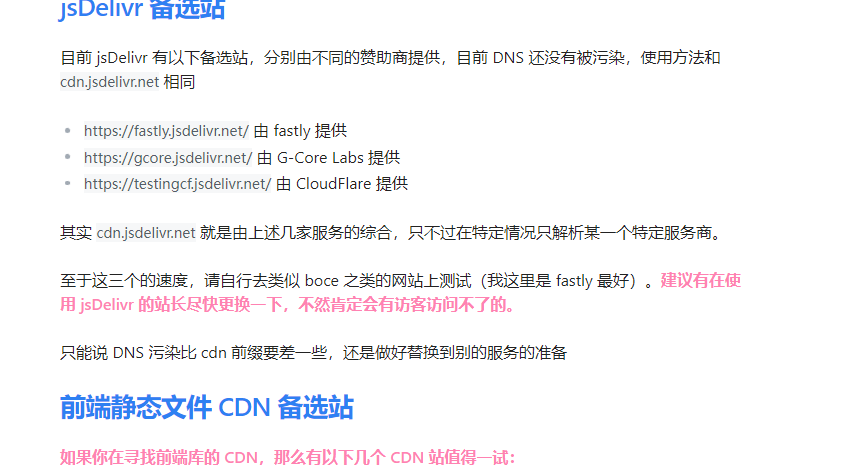 jsDelivr 备选站
目前 jsDelivr 有以下备选站，分别由不同的赞助商提供，目前 DNS 还没有被污染，使用方法和
cdn.jsdelivr.net 相同
https://fastly.jsdelivr.net/ 由 fastly 提供
https://gcore.jsdelivr.net/ 由 G-Core Labs 提供
https://testingcf.jsdelivr.net/ 由 CloudFlare 提供
其实 cdn.jsdelivr.net 就是由上述几家服务的综合，只不过在特定情况只解析某一个特定服务商。
至于这三个的速度，请自行去类似 boce 之类的网站上测试（我这里是 fastly 最好）。建议有在使
用 jsDelivr 的站长尽快更换一下，不然肯定会有访客访问不了的。
只能说 DNS 污染比 cdn 前缀要差一些，还是做好替换到别的服务的准备
前端静态文件 CDN 备选站
如果你在寻找前端库的 CDN，那么有以下几个 CDN 站值得一试：